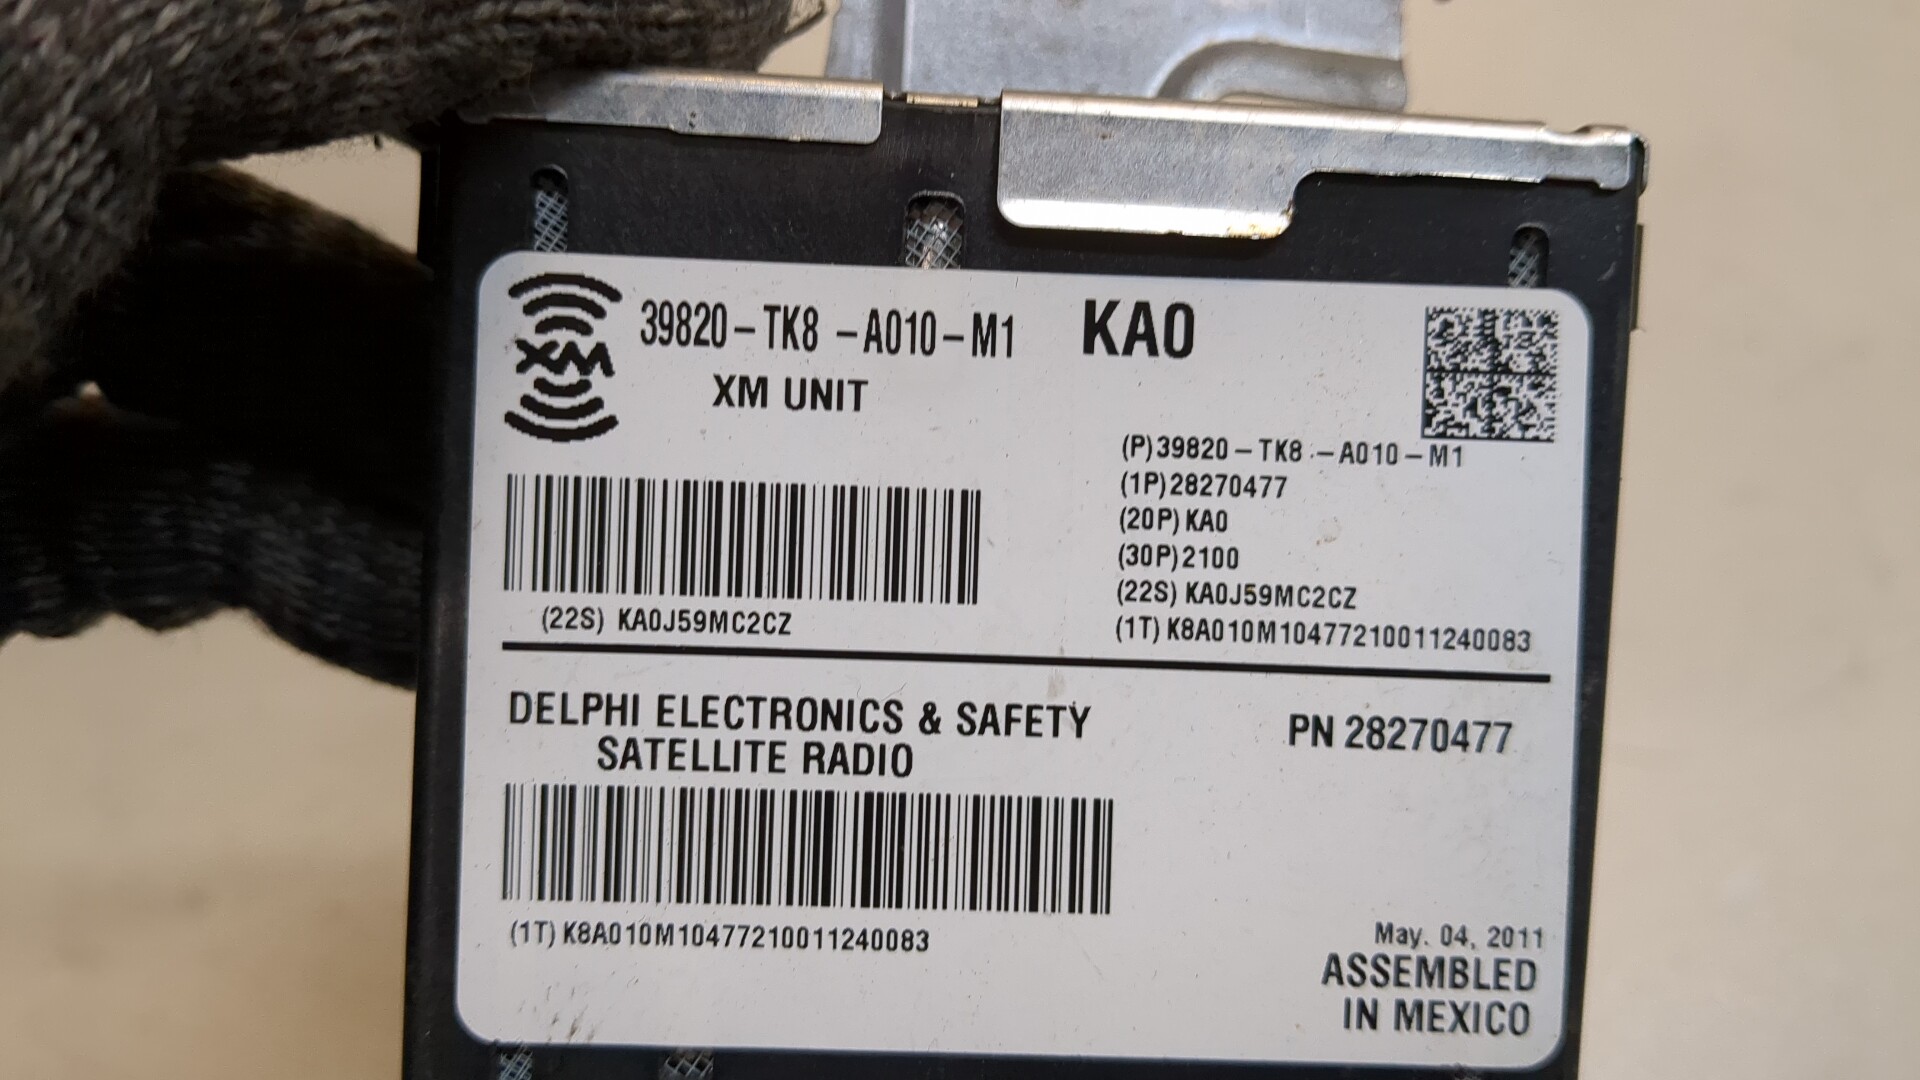 XM
39820-TK8 -A010-M1
KA0
XM UNIT
(P)39820-TK8 -A010-M1
(1P)28270477
(20P)KA0
(30P)2100
(22S) KA0J59MC2CZ
(1T)K8A010M10477210011240083
(22S) KA0J59MC2CZ
DELPHI ELECTRONICS & SAFETY
SATELLITE RADIO
PN 28270477
(1T)K8A010M10477210011240083
May. 04, 2011
ASSEMBLED
IN MEXICO